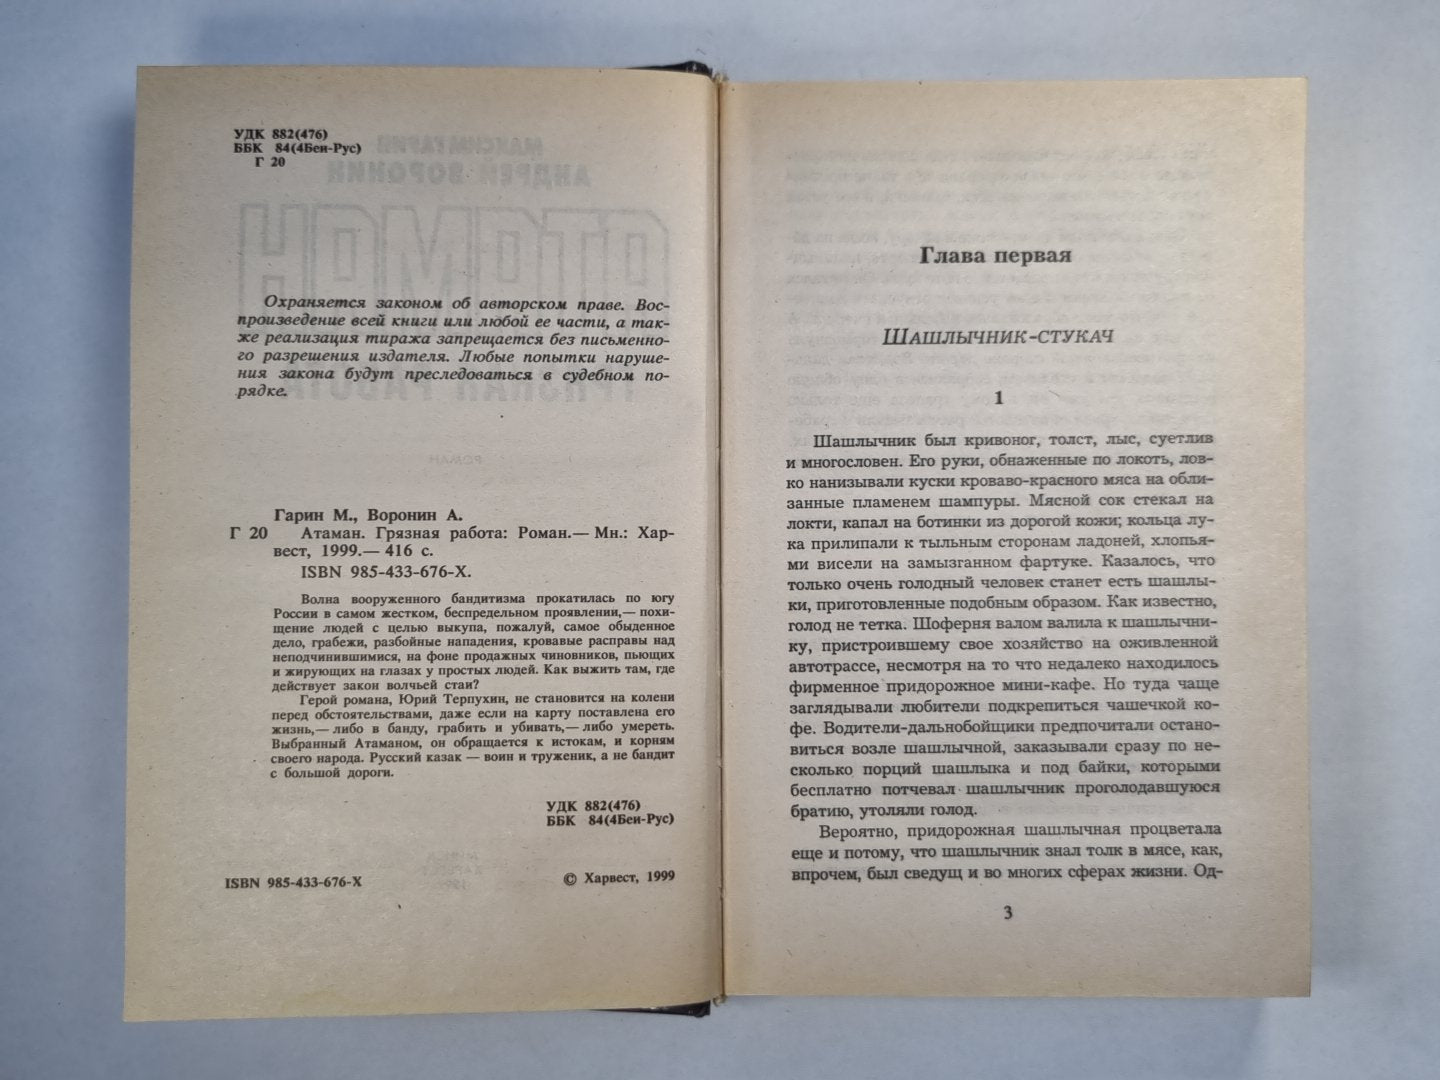 УДК 882(476)
ББК 84(4Беи-Рус)
Г 20
Охраняется законом об авторском праве. Вос-
произведение всей книги или любой ее части, а так-
же реализация тиража запрещается без письменно-
го разрешения издателя. Любые попытки наруше-
ния закона будут преследоваться в судебном по-
рядке.
Гарин М., Воронин А.
Г 20 Атаман. Грязная работа: Роман.— Мн.: Хар-
вест, 1999.— 416 с.
ISBN 985-433-676-X.
Волна вооруженного бандитизма прокатилась по югу
России в самом жестком, беспредельном проявлении,— похи-
щение людей с целью выкупа, пожалуй, самое обыденное
дело, грабежи, разбойные нападения, кровавые расправы над
неподчинившимися, на фоне продажных чиновников, пьющих
и жирующих на глазах у простых людей. Как выжить там, где
действует закон волчьей стаи?
Герой романа, Юрий Терпухин, не становится на колени
перед обстоятельствами, даже если на карту поставлена его
жизнь,— либо в банду, грабить и убивать,— либо умереть.
Выбранный Атаманом, он обращается к истокам, и корням
своего народа. Русский казак — воин и труженик, а не бандит
с большой дороги.
УДК 882(476)
ББК 84(4Беи-Рус)
ISBN 985-433-676-X
© Харвест, 1999
Глава первая
ШАШЛЫЧНИК-СТУКАЧ
1
Шашлычник был кривоног, толст, лыс, суетлив
и многословен. Его руки, обнаженные по локоть, лов-
ко нанизывали куски кроваво-красного мяса на обли-
занные пламенем шампуры. Мясной сок стекал на
локти, капал на ботинки из дорогой кожи; кольца лу-
ка прилипали к тыльным сторонам ладоней, хлопья-
ми висели на замызганном фартуке. Казалось, что
только очень голодный человек станет есть шашлы-
ки, приготовленные подобным образом. Как известно,
голод не тетка. Шоферня валом валила к шашлычни-
ку, пристроившему свое хозяйство на оживленной
автотрассе, несмотря на то что недалеко находилось
фирменное придорожное мини-кафе. Но туда чаще
заглядывали любители подкрепиться чашечкой ко-
фе. Водители-дальнобойщики предпочитали остано-
виться возле шашлычной, заказывали сразу по не-
сколько порций шашлыка и под байки, которыми
бесплатно потчевал шашлычник проголодавшуюся
братию, утоляли голод.
Вероятно, придорожная шашлычная процветала
еще и потому, что шашлычник знал толк в мясе, как,
впрочем, был сведущ и во многих сферах жизни. Од-
3